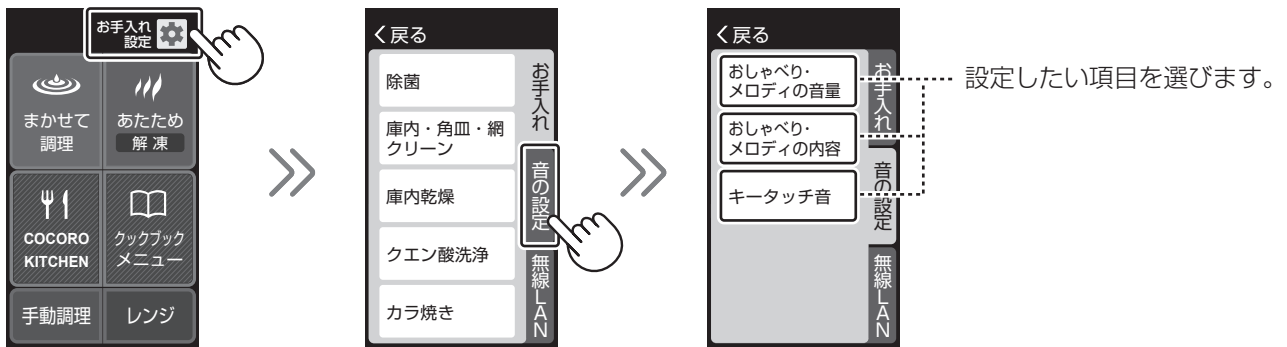 お手入れ
設定
まかせて
調理
あたため
解凍
COCORO
KITCHEN
クックブック
メニュー
手動調理
レンジ
戻る
除菌
庫内・角皿・網
クリーン
庫内乾燥
クエン酸洗浄
カラ焼き
お手入れ
音の設定
無線LAN
戻る
おしゃべり・
メロディの音量
おしゃべり・
メロディの内容
キータッチ音
お手入れ
音の設定
無線LAN
設定したい項目を選びます。